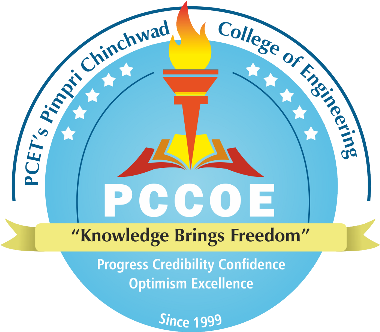 PCET's Pimpri Chinchwad College of Engineering
PCCOE
“Knowledge Brings Freedom”
Progress Credibility Confidence
Optimism Excellence
Since 1999